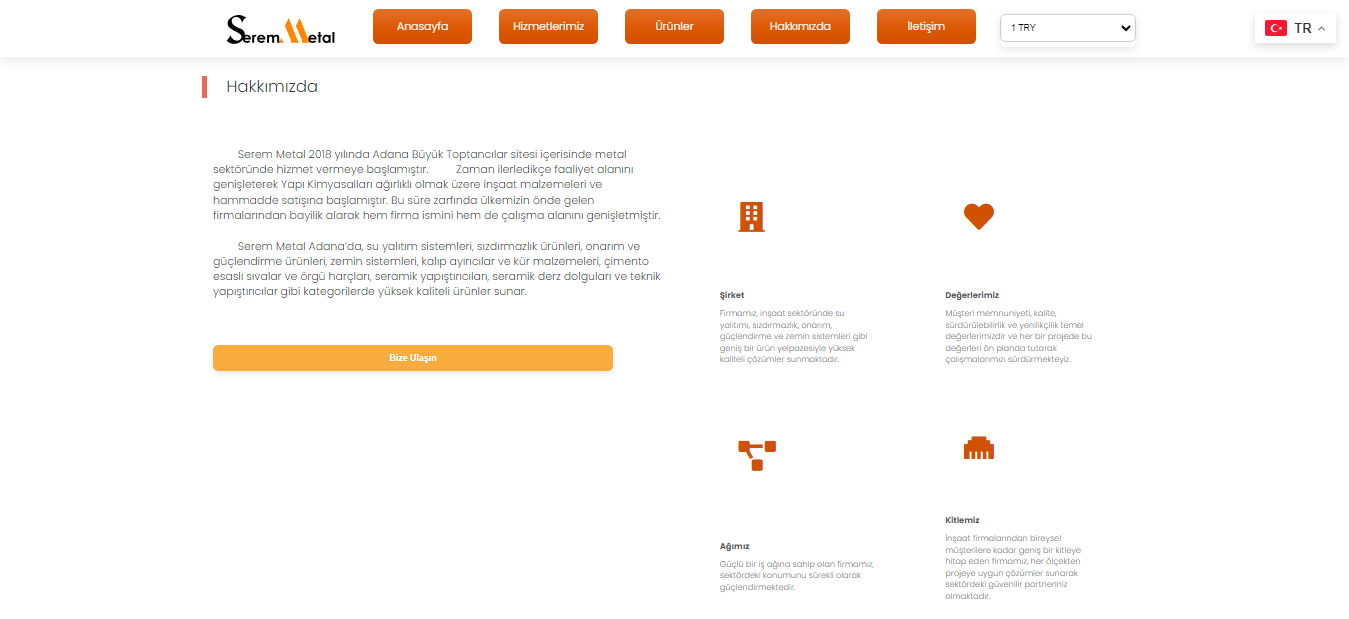 Serem Metal
Anasayfa
Hizmetlerimiz
Ürünler
Hakkımızda
İletişim
1 TRY
TR
Hakkımızda
Serem Metal 2018 yılında Adana Büyük Toptancılar sitesi içerisinde metal
sektöründe hizmet vermeye başlamıştır. Zaman ilerledikçe faaliyet alanını
genişleterek Yapı Kimyasalları ağırlıklı olmak üzere inşaat malzemeleri ve
hammadde satışına başlamıştır. Bu süre zarfında ülkemizin önde gelen
firmalarından bayilik alarak hem firma ismini hem de çalışma alanını genişletmiştir.
Serem Metal Adana’da, su yalıtım sistemleri, sızdırmazlık ürünleri, onarım ve
güçlendirme ürünleri, zemin sistemleri, kalıp ayırıcılar ve kür malzemeleri, çimento
esaslı sıvalar ve örgü harçları, seramik yapıştırıcıları, seramik derz dolguları ve teknik
yapıştırıcılar gibi kategorilerde yüksek kaliteli ürünler sunar.
Bize Ulaşın
Şirket
Firmamız, inşaat sektöründe su
yalıtımı, sızdırmazlık, onarım,
güçlendirme ve zemin sistemleri gibi
geniş bir ürün yelpazesiyle yüksek
kaliteli çözümler sunmaktadır.
Değerlerimiz
Müşteri memnuniyeti, kalite,
sürdürülebilirlik ve yenilikçilik temel
değerlerimizdir ve her bir projede bu
değerleri ön planda tutarak
çalışmalarımızı sürdürmekteyiz.
Ağımız
Güçlü bir iş ağına sahip olan firmamız,
sektördeki konumunu sürekli olarak
güçlendirmektedir.
Kitlemiz
İnşaat firmalarından bireysel
müşterilere kadar geniş bir kitleye
hitap eden firmamız, her ölçekten
projeye uygun çözümler sunarak
sektördeki güvenilir partneriniz
olmaktadır.